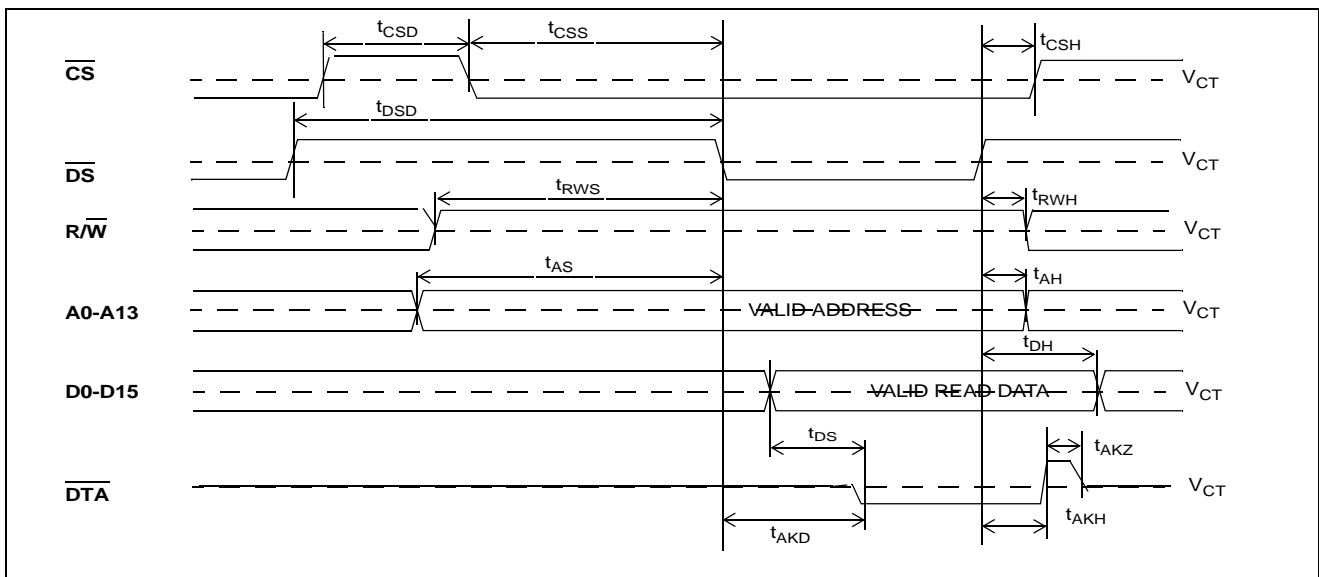 tCSD tCSS tCSH
CS VCT
tDSD
DS VCT
tRWS tRWH
R/W VCT
tAS tAH
A0-A13 VALID ADDRESS VCT
tDH
D0-D15 VALID READ DATA VCT
tDS tAKZ
DTA VCT
tAKD tAKH